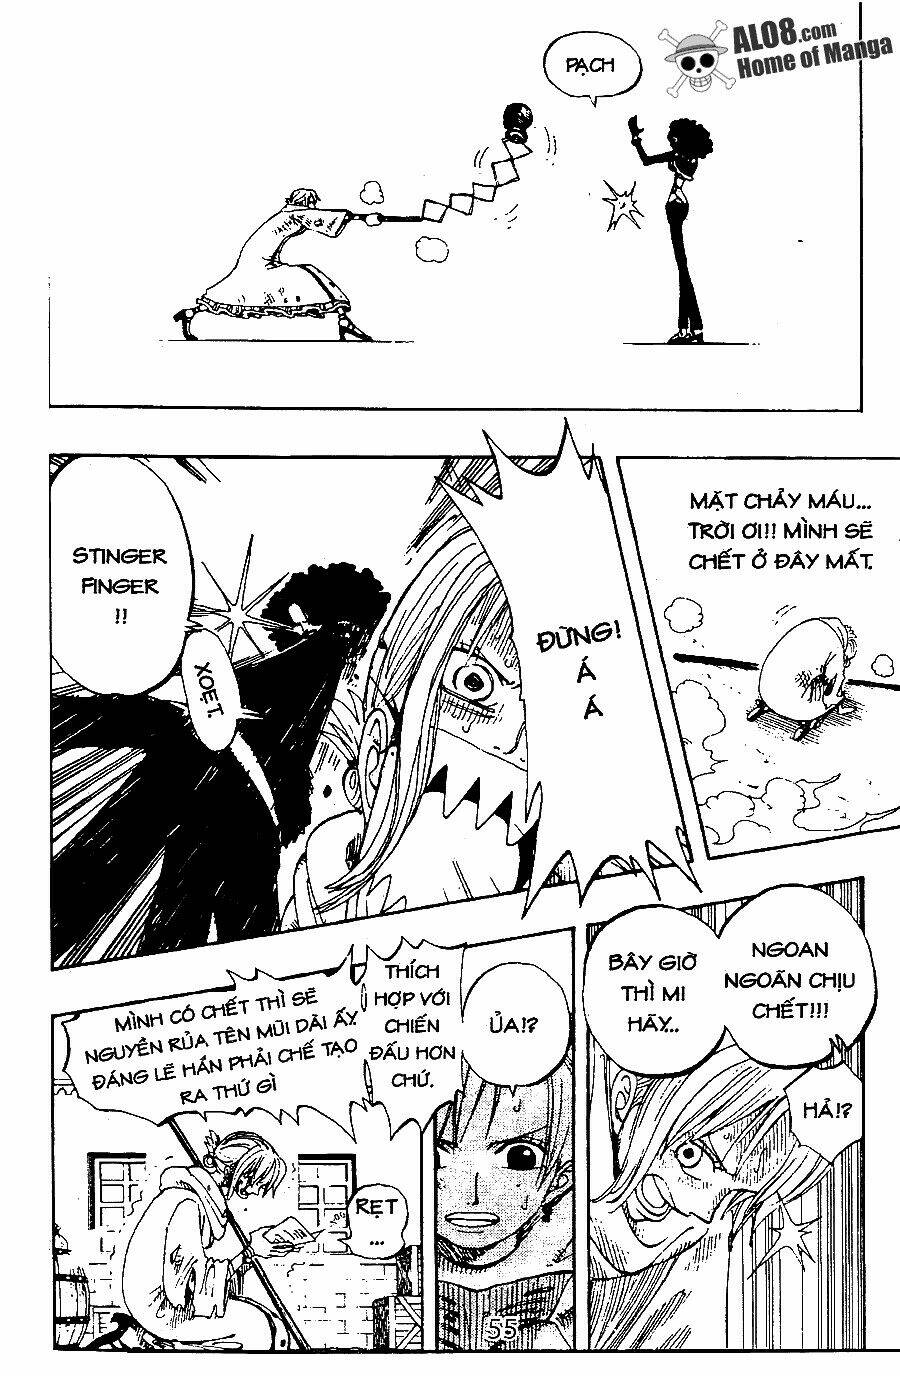 AL08.com
Home of Manga
PẠCH
MẶT CHẢY MÁU...
TRỜI ƠI!! MÌNH SẼ
CHẾT Ở ĐÂY MẤT.
ĐỪNG!
Á
Á
STINGER
FINGER
!!
XOẸT.
NGOAN
NGOÃN CHỊU
CHẾT!!!
BÂY GIỜ
THÌ MI
HÃY..
HẢ!?
ỦA!?
THÍCH
HỢP VỚI
CHIẾN
ĐẤU HƠN
CHỨ.
MÌNH CÓ CHẾT THÌ SẼ
NGUYỀN RỦA TÊN MŨI DÀI ẤY.
ĐÁNG LẼ HẮN PHẢI CHẾ TẠO
RA THỨ GÌ
RẸT
...
55